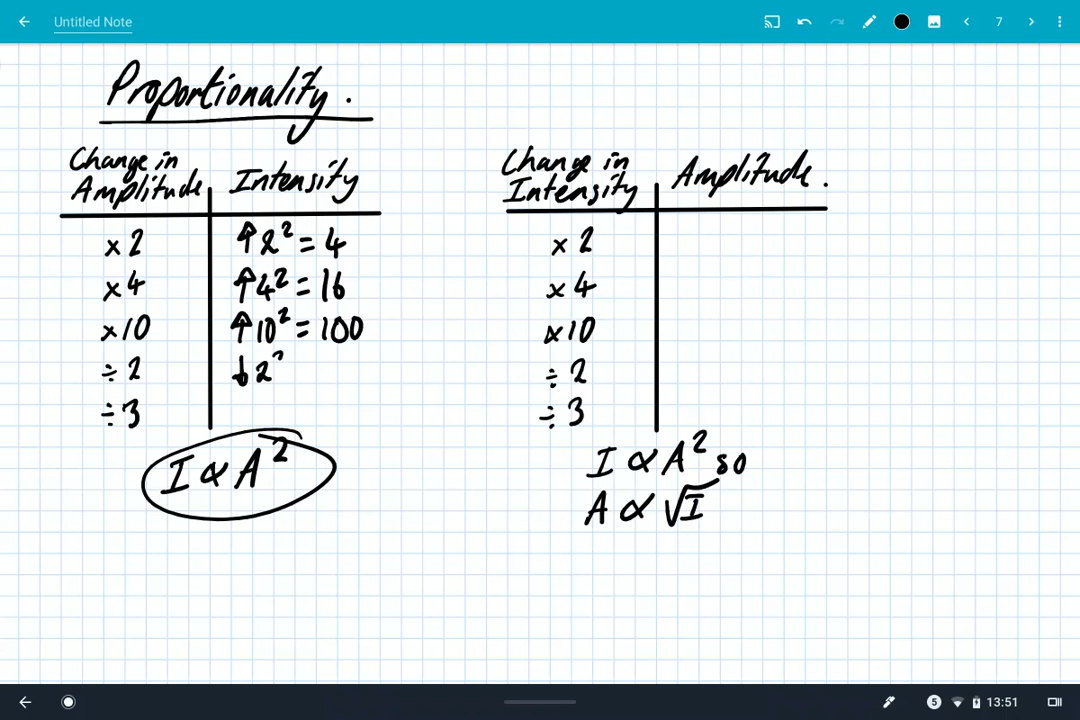 Untitled Note
7
Proportionality.
Change in Amplitude | Intensity
×2 | ↑2² = 4
×4 | ↑4² = 16
×10 | ↑10² = 100
÷2 | ↓2²
÷3
I ∝ A²
Change in Intensity | Amplitude.
×2
×4
×10
÷2
÷3
I ∝ A² so
A ∝ √I
5 13:51